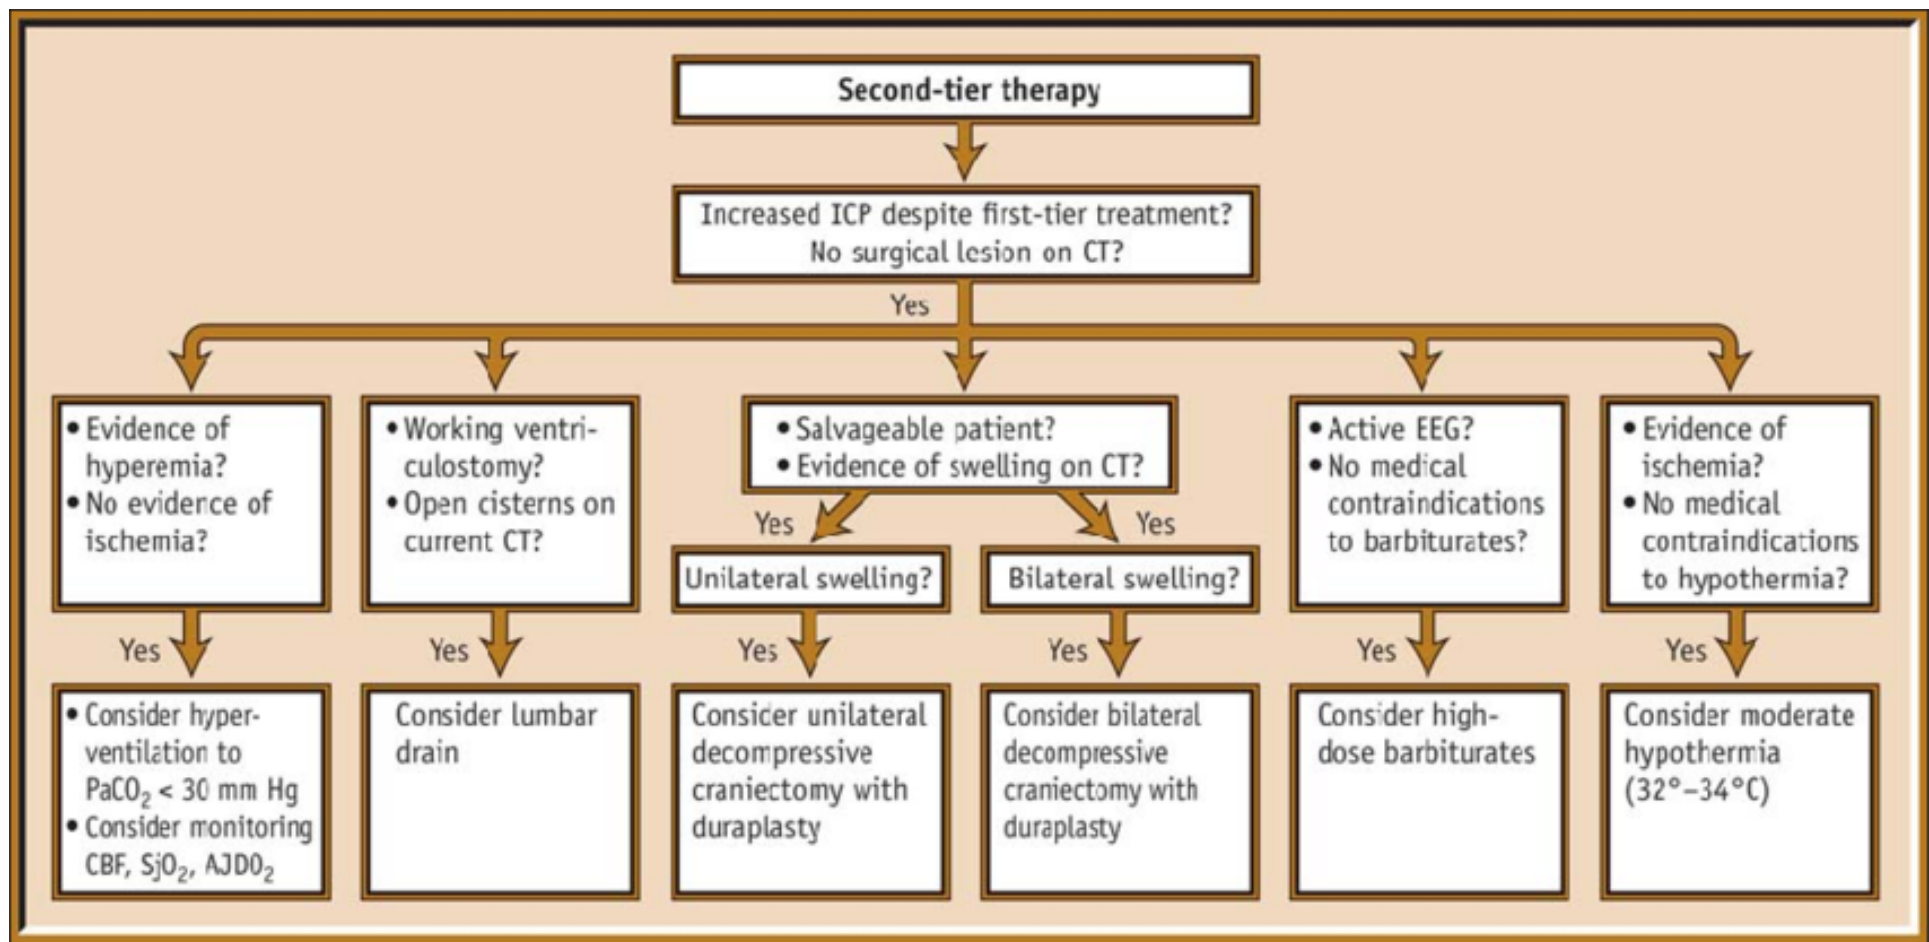 Second-tier therapy
Increased ICP despite first-tier treatment?
No surgical lesion on CT?
Yes
• Evidence of
hyperemia?
• No evidence of
ischemia?
• Working ventri-
culostomy?
• Open cisterns on
current CT?
• Salvageable patient?
• Evidence of swelling on CT?
Yes
Yes
Unilateral swelling?
Bilateral swelling?
• Active EEG?
• No medical
contraindications
to barbiturates?
• Evidence of
ischemia?
• No medical
contraindications
to hypothermia?
Yes
Yes
Yes
Yes
Yes
Yes
• Consider hyper-
ventilation to
PaCO₂ < 30 mm Hg
• Consider monitoring
CBF, SjO₂, AJDO₂
Consider lumbar
drain
Consider unilateral
decompressive
craniectomy with
duraplasty
Consider bilateral
decompressive
craniectomy with
duraplasty
Consider high-
dose barbiturates
Consider moderate
hypothermia
(32°–34°C)